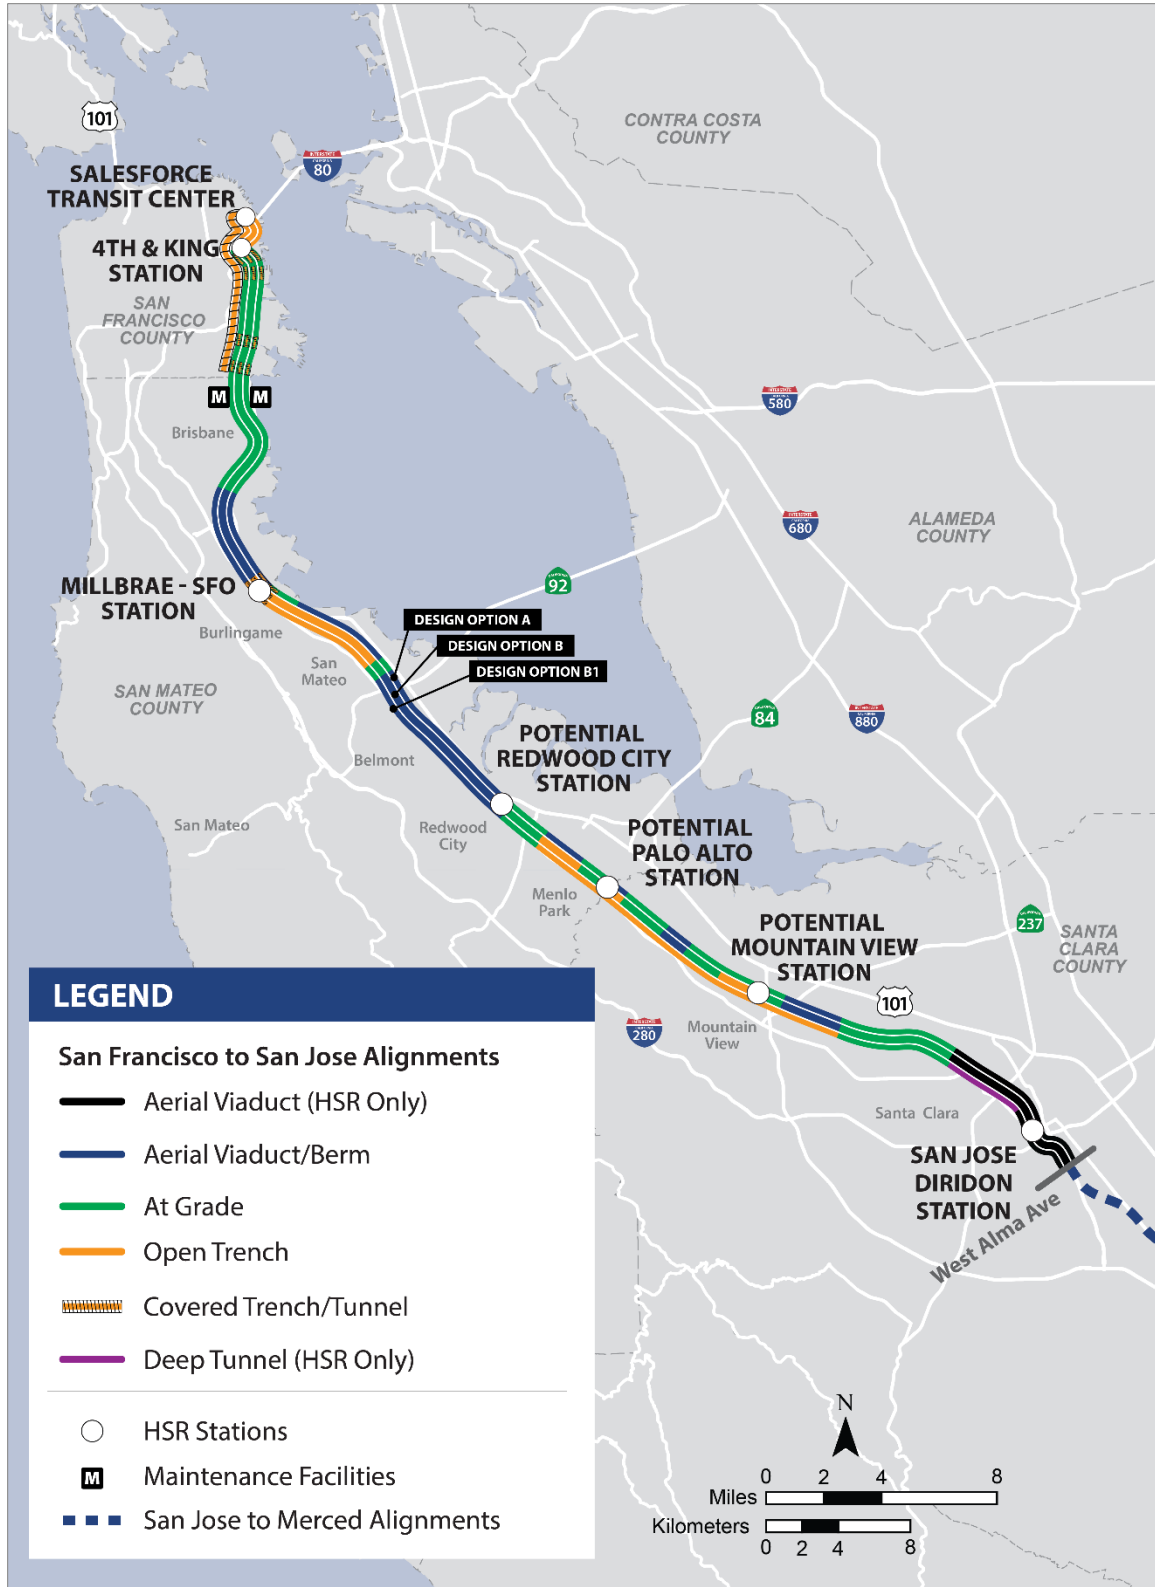 101
CONTRA COSTA
COUNTY
INTERSTATE
CALIFORNIA
80
SALESFORCE
TRANSIT CENTER
4TH & KING
STATION
SAN
FRANCISCO
COUNTY
M
M
Brisbane
INTERSTATE
580
INTERSTATE
680
ALAMEDA
COUNTY
92
MILLBRAE - SFO
STATION
Burlingame
DESIGN OPTION A
DESIGN OPTION B
DESIGN OPTION B1
San
Mateo
SAN MATEO
COUNTY
84
INTERSTATE
880
POTENTIAL
REDWOOD CITY
STATION
Belmont
San Mateo
Redwood
City
POTENTIAL
PALO ALTO
STATION
Menlo
Park
POTENTIAL
MOUNTAIN VIEW
STATION
237
SANTA
CLARA
COUNTY
101
INTERSTATE
280
Mountain
View
Santa Clara
SAN JOSE
DIRIDON
STATION
West Alma Ave
LEGEND
San Francisco to San Jose Alignments
Aerial Viaduct (HSR Only)
Aerial Viaduct/Berm
At Grade
Open Trench
Covered Trench/Tunnel
Deep Tunnel (HSR Only)
HSR Stations
M Maintenance Facilities
San Jose to Merced Alignments
N
0 2 4 8
Miles
Kilometers
0 2 4 8